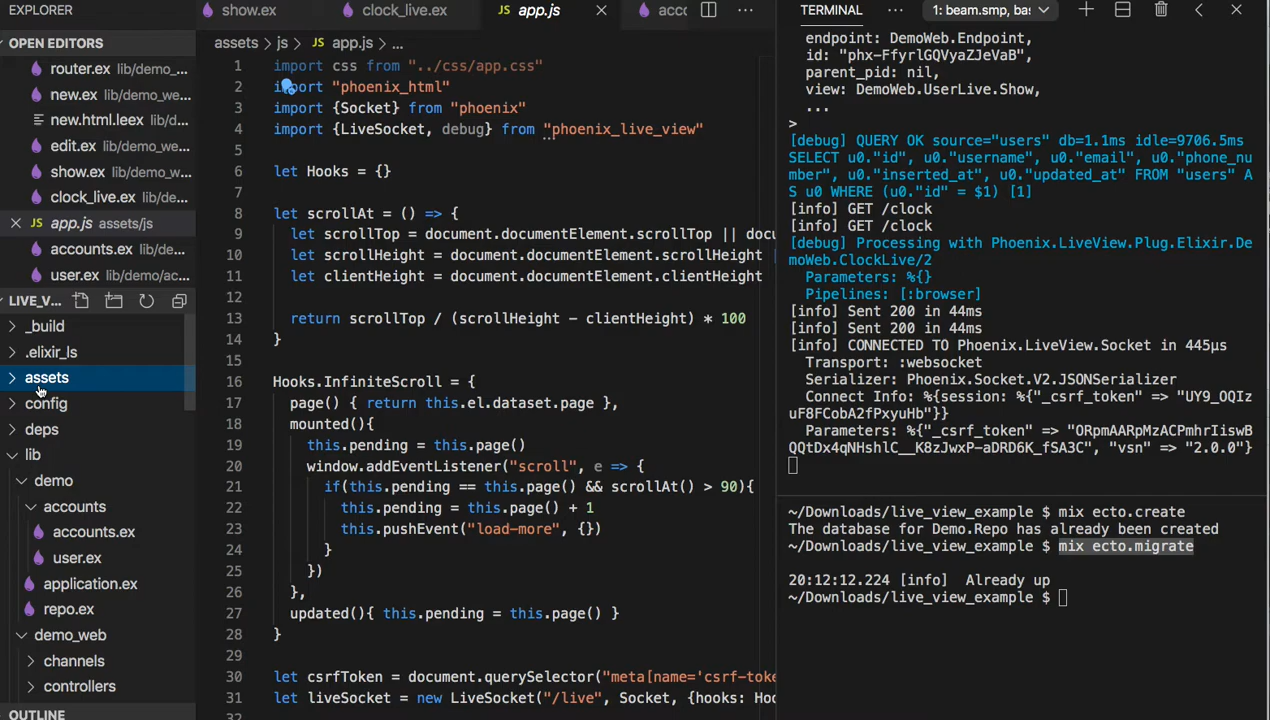 EXPLORER
OPEN EDITORS
router.ex lib/demo_...
new.ex lib/demo_we...
new.html.leex lib/de...
edit.ex lib/demo_w...
show.ex lib/demo_w...
clock_live.ex lib/de...
JS app.js assets/js
accounts.ex lib/de...
user.ex lib/demo/ac...
LIVE_V...
_build
.elixir_ls
assets
config
deps
lib
demo
accounts
accounts.ex
user.ex
application.ex
repo.ex
demo_web
channels
controllers
OUTLINE
show.ex clock_live.ex JS app.js acc
assets > js > JS app.js > ...
1 import css from "../css/app.css"
2 import "phoenix_html"
3 import {Socket} from "phoenix"
4 import {LiveSocket, debug} from "phoenix_live_view"
5
6 let Hooks = {}
7
8 let scrollAt = () => {
9 let scrollTop = document.documentElement.scrollTop || docu
10 let scrollHeight = document.documentElement.scrollHeight |
11 let clientHeight = document.documentElement.clientHeight
12
13 return scrollTop / (scrollHeight - clientHeight) * 100
14 }
15
16 Hooks.InfiniteScroll = {
17 page() { return this.el.dataset.page },
18 mounted(){
19 this.pending = this.page()
20 window.addEventListener("scroll", e => {
21 if(this.pending == this.page() && scrollAt() > 90){
22 this.pending = this.page() + 1
23 this.pushEvent("load-more", {})
24 }
25 })
26 },
27 updated(){ this.pending = this.page() }
28 }
29
30 let csrfToken = document.querySelector("meta[name='csrf-toke
31 let liveSocket = new LiveSocket("/live", Socket, {hooks: Hoo
32
TERMINAL ... 1: beam.smp, bas
endpoint: DemoWeb.Endpoint,
id: "phx-FfyrlGQVyaZJeVaB",
parent_pid: nil,
view: DemoWeb.UserLive.Show,
...
>
[debug] QUERY OK source="users" db=1.1ms idle=9706.5ms
SELECT u0."id", u0."username", u0."email", u0."phone_nu
mber", u0."inserted_at", u0."updated_at" FROM "users" A
S u0 WHERE (u0."id" = $1) [1]
[info] GET /clock
[info] GET /clock
[debug] Processing with Phoenix.LiveView.Plug.Elixir.De
moWeb.ClockLive/2
Parameters: %{}
Pipelines: [:browser]
[info] Sent 200 in 44ms
[info] Sent 200 in 44ms
[info] CONNECTED TO Phoenix.LiveView.Socket in 445µs
Transport: :websocket
Serializer: Phoenix.Socket.V2.JSONSerializer
Connect Info: %{session: %{"_csrf_token" => "UY9_OQIz
uF8FCobA2fPxyuHb"}}
Parameters: %{"_csrf_token" => "ORpmAARpMzACPmhrIiswB
QQtDx4qNHshlC__K8zJwxP-aDRD6K_fSA3C", "vsn" => "2.0.0"}
~/Downloads/live_view_example $ mix ecto.create
The database for Demo.Repo has already been created
~/Downloads/live_view_example $ mix ecto.migrate
20:12:12.224 [info] Already up
~/Downloads/live_view_example $